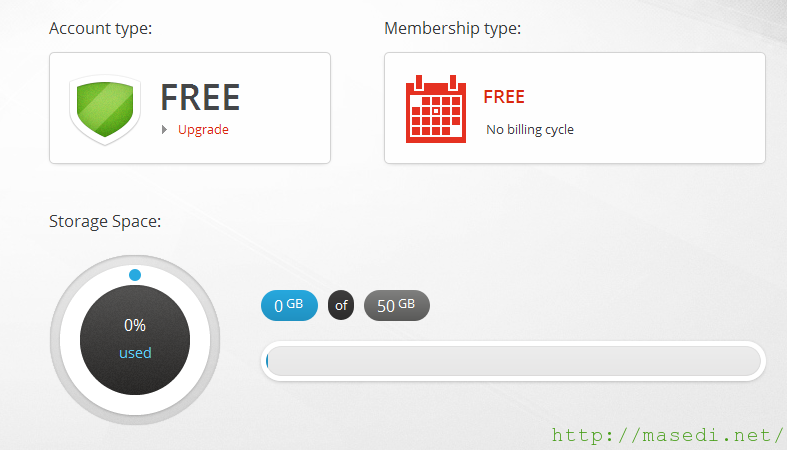 Account type:
Membership type:
FREE
Upgrade
FREE
No billing cycle
Storage Space:
0%
used
0 GB of 50 GB
http://masedi.net/